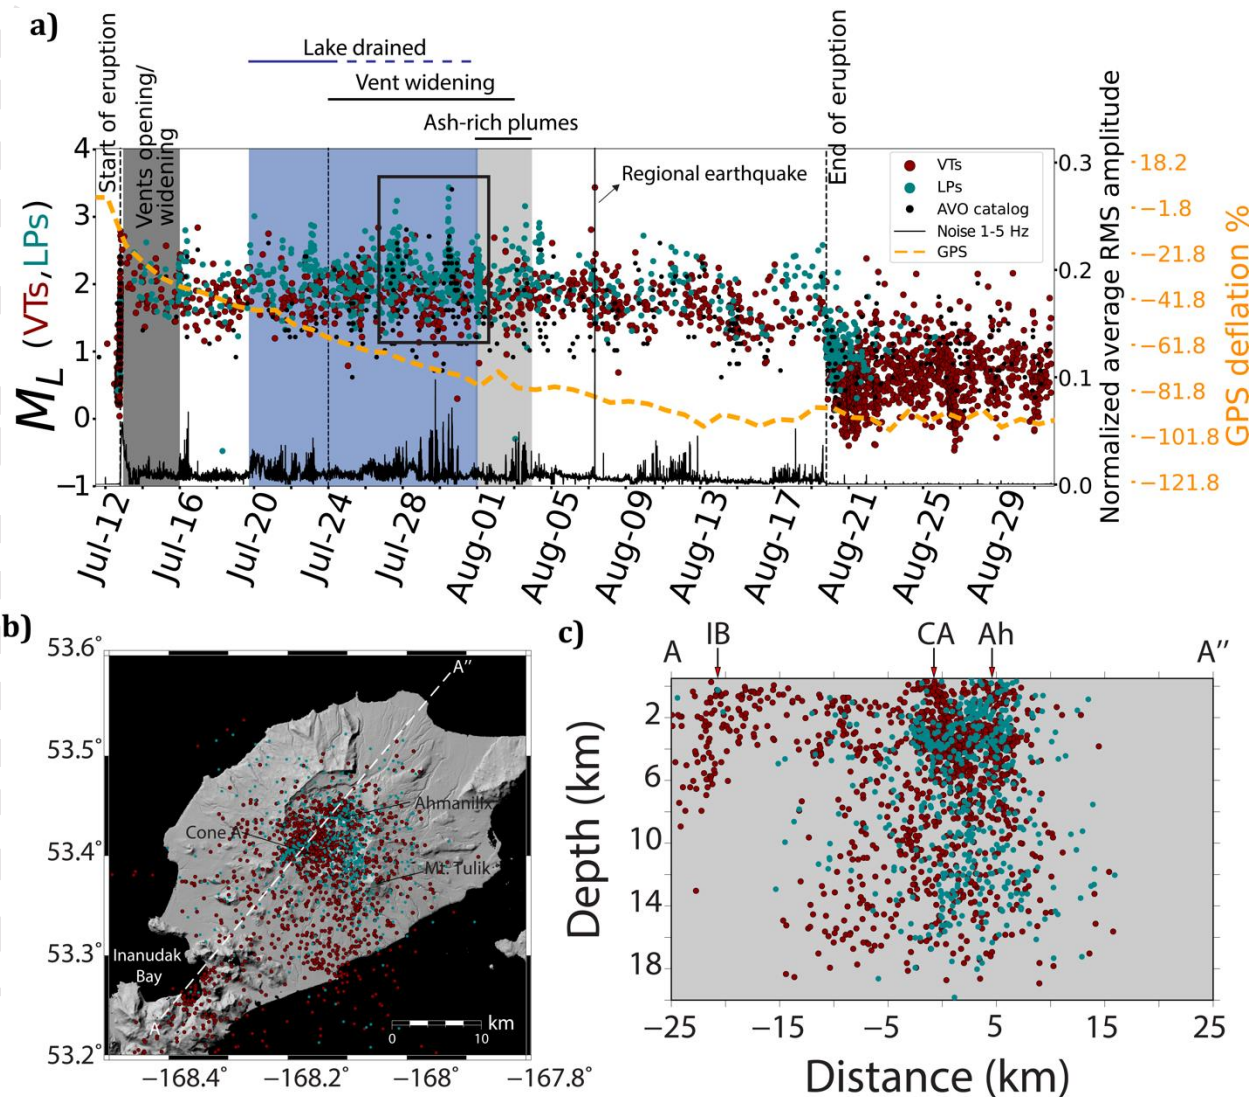 a)
Lake drained
Vent widening
Ash-rich plumes
Start of eruption
Vents opening/
widening
End of eruption
Regional earthquake
VTs
LPs
AVO catalog
Noise 1-5 Hz
GPS
M_L (VTs, LPs)
4
3
2
1
0
−1
0.3
0.2
0.1
0.0
Normalized average RMS amplitude
18.2
-1.8
-21.8
-41.8
-61.8
-81.8
-101.8
-121.8
GPS deflation %
Jul-12
Jul-16
Jul-20
Jul-24
Jul-28
Aug-01
Aug-05
Aug-09
Aug-13
Aug-17
Aug-21
Aug-25
Aug-29
b)
53.6˚
53.5˚
53.4˚
53.3˚
53.2˚
A''
Ahmanilix
Cone A
Mt. Tulik
Inanudak
Bay
A
km
0 10
−168.4 −168.2 −168˚ −167.8˚
c)
IB CA Ah
A A''
Depth (km)
2
6
10
14
18
−25 −15 −5 5 15 25
Distance (km)